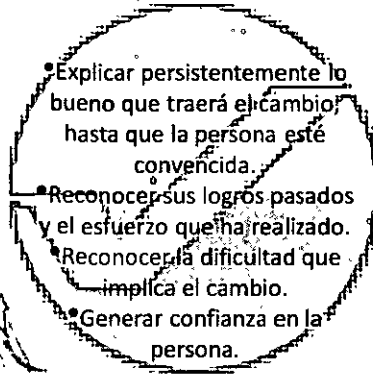 •Explicar persistentemente lo
bueno que traerá el cambio,
hasta que la persona esté
convencida.
•Reconocer sus logros pasados
y el esfuerzo que ha realizado.
•Reconocer la dificultad que
implica el cambio.
•Generar confianza en la
persona.